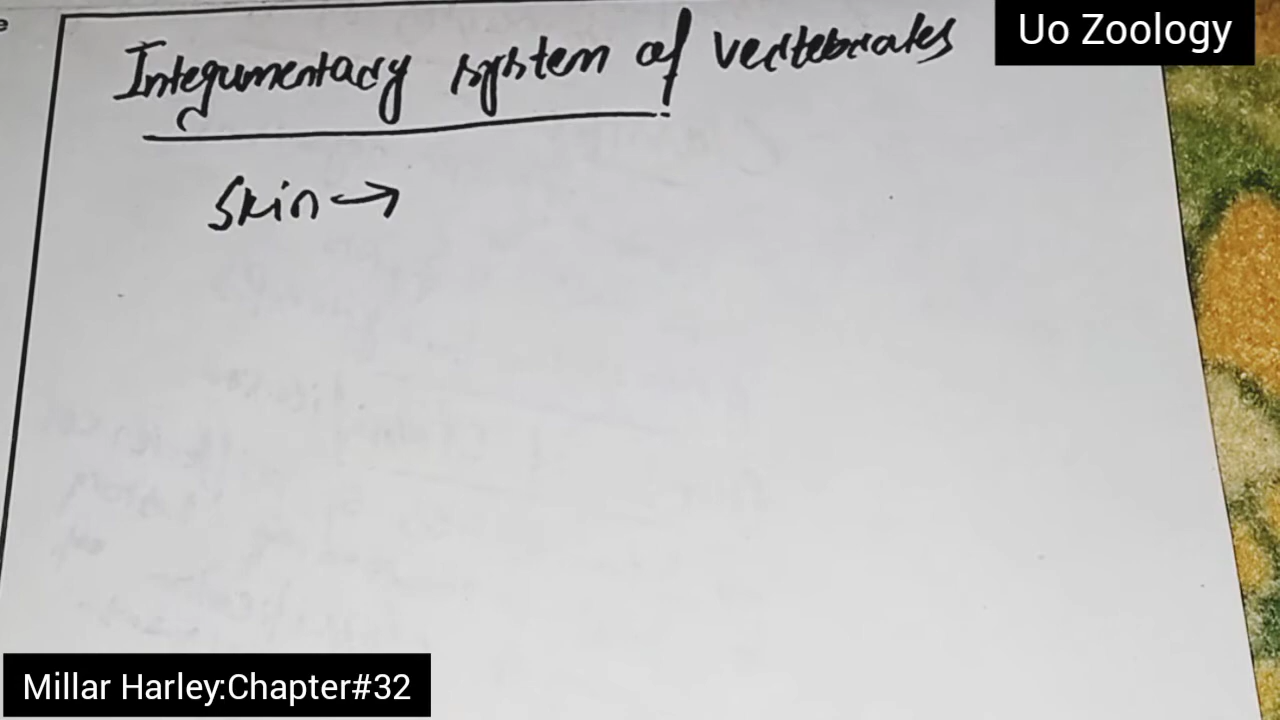 Uo Zoology
Integumentary system of vertebrates
Skin →
Millar Harley:Chapter#32